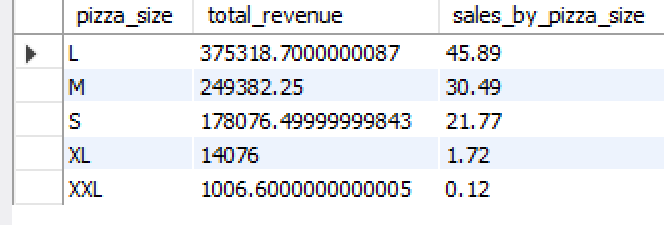 pizza_size total_revenue sales_by_pizza_size
L 375318.7000000087 45.89
M 249382.25 30.49
S 178076.49999999843 21.77
XL 14076 1.72
XXL 1006.6000000000005 0.12